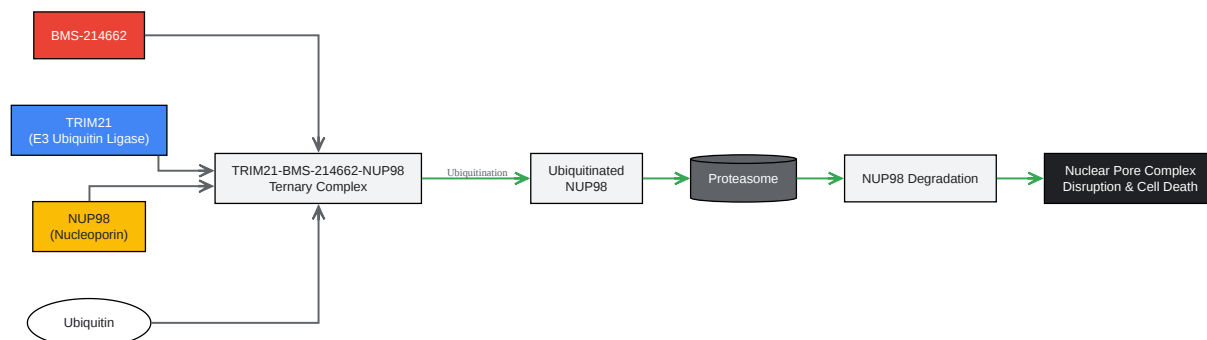 BMS-214662
TRIM21
(E3 Ubiquitin Ligase)
TRIM21-BMS-214662-NUP98
Ternary Complex
Ubiquitination
Ubiquitinated
NUP98
Proteasome
NUP98 Degradation
Nuclear Pore Complex
Disruption & Cell Death
NUP98
(Nucleoporin)
Ubiquitin